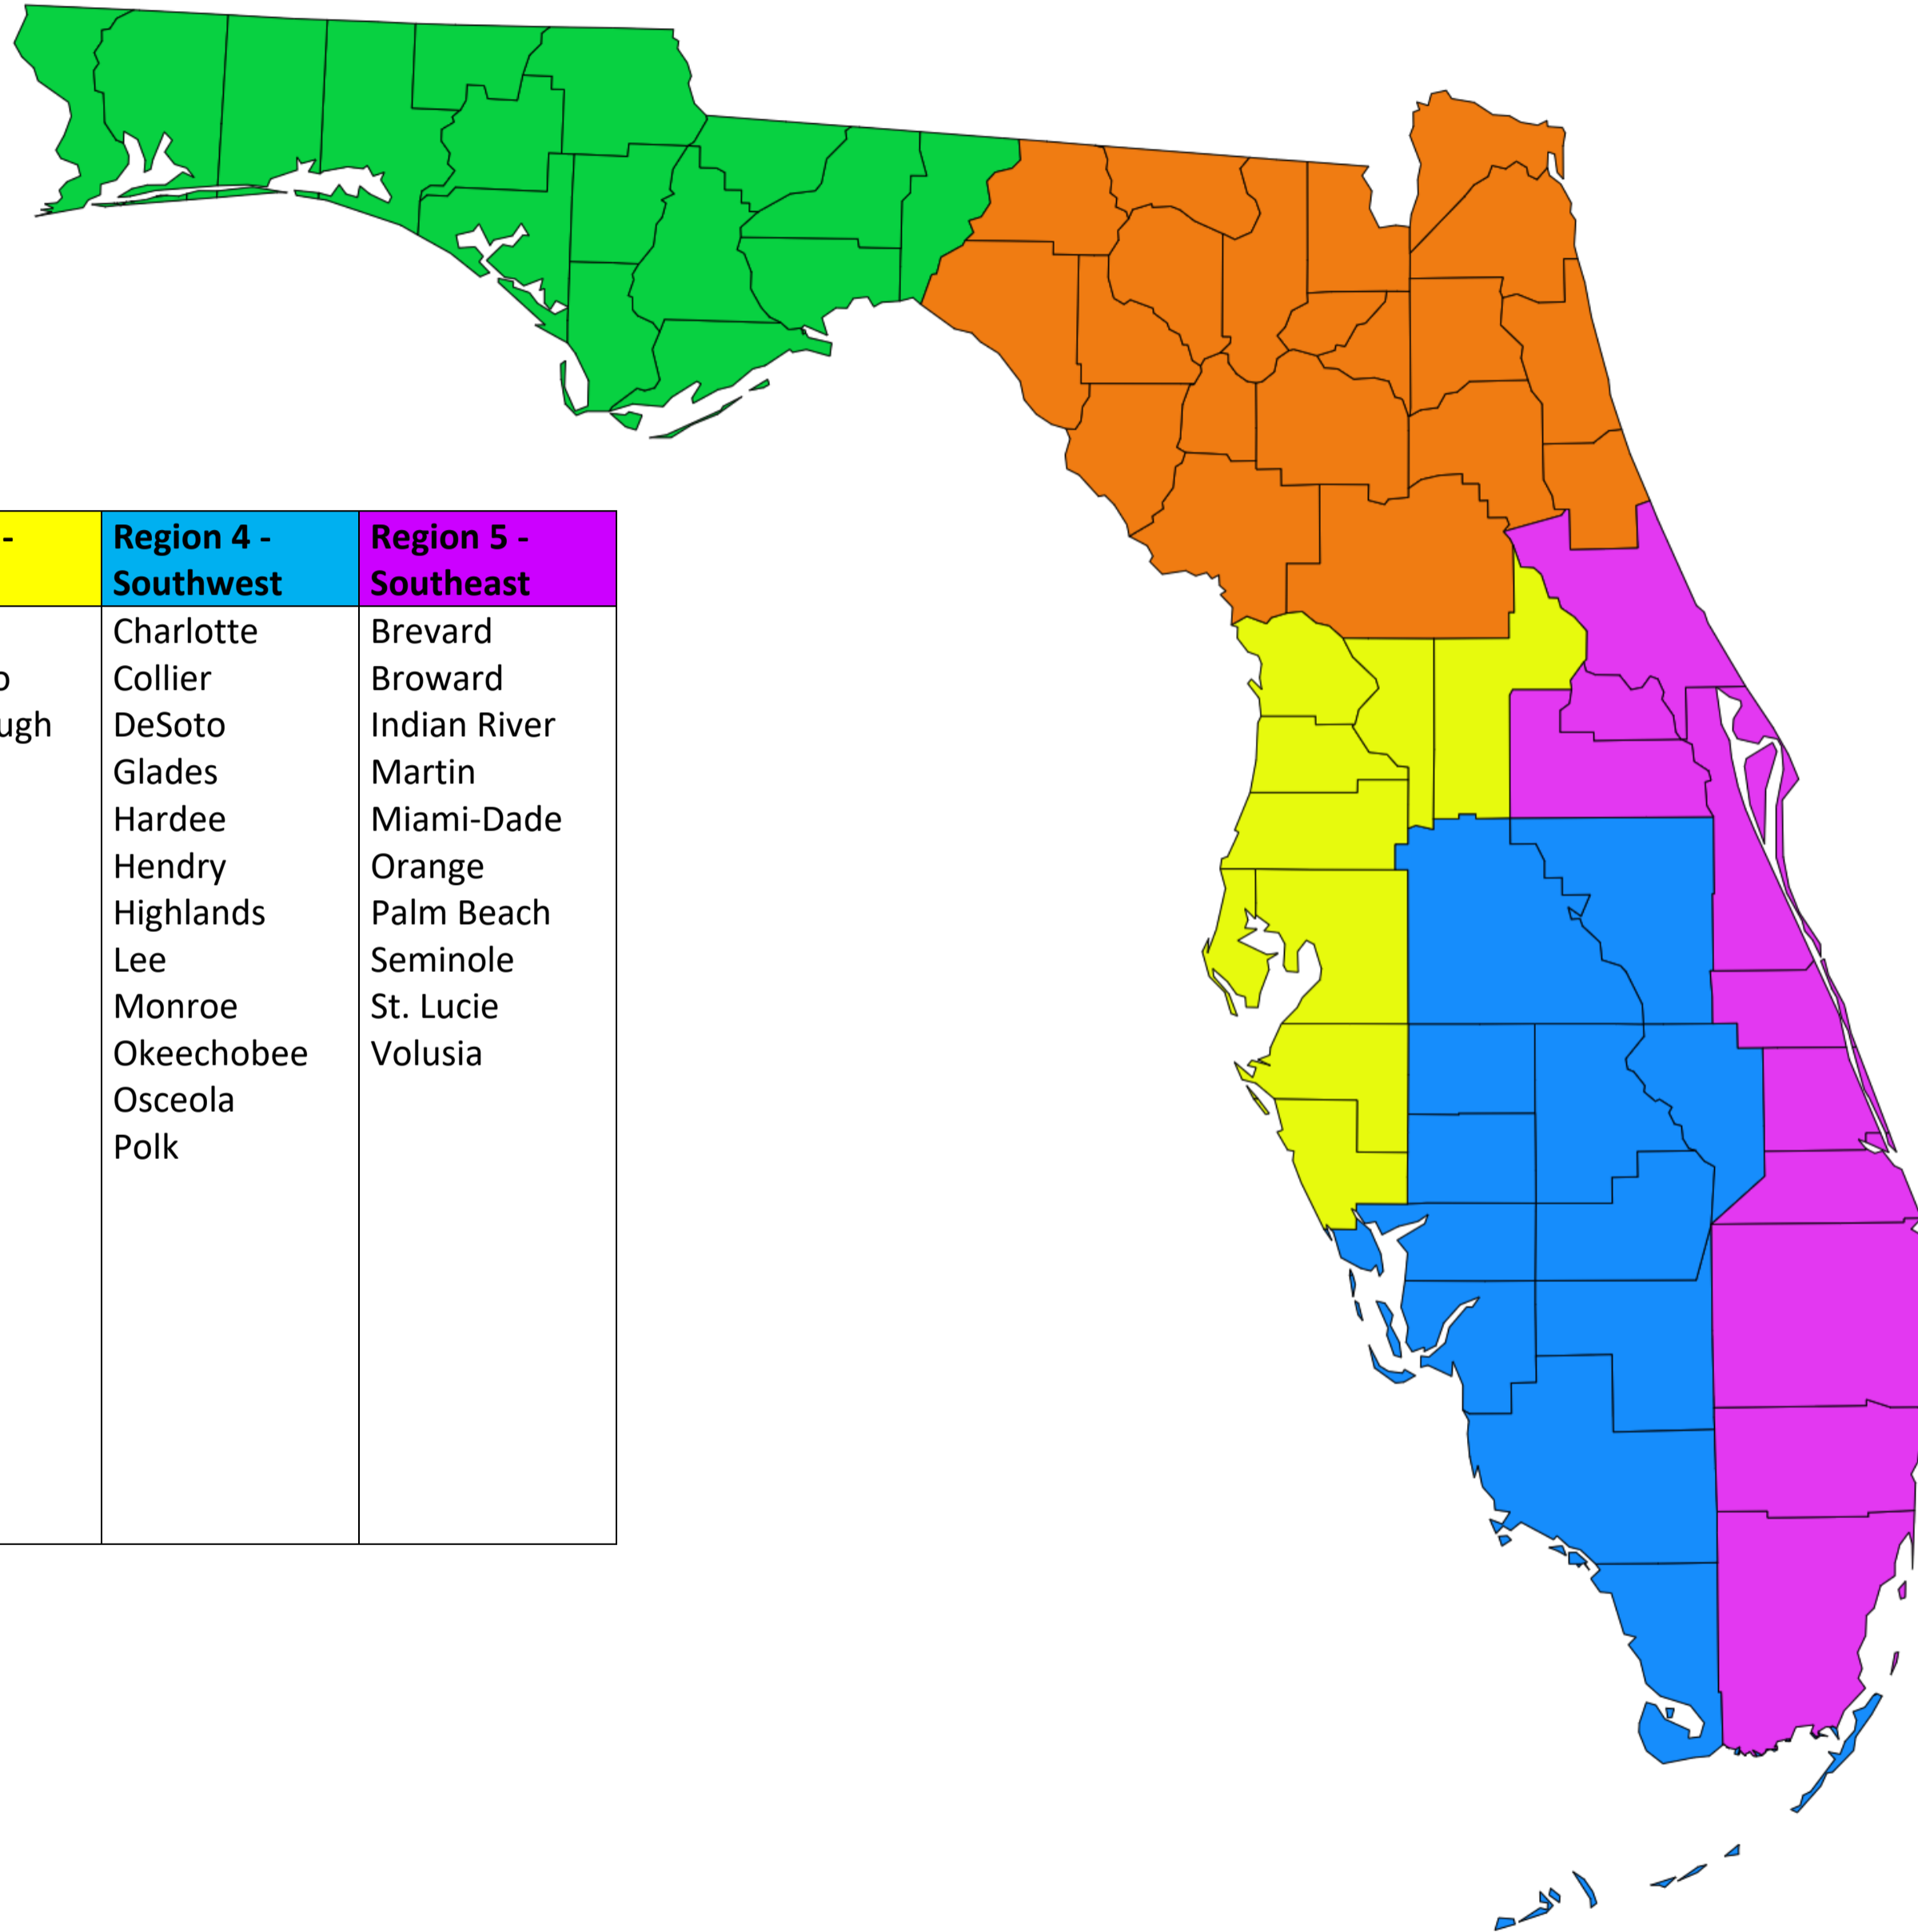 -
Region 4 -
Southwest
Region 5 -
Southeast
o
ugh
Charlotte
Collier
DeSoto
Glades
Hardee
Hendry
Highlands
Lee
Monroe
Okeechobee
Osceola
Polk
Brevard
Broward
Indian River
Martin
Miami-Dade
Orange
Palm Beach
Seminole
St. Lucie
Volusia